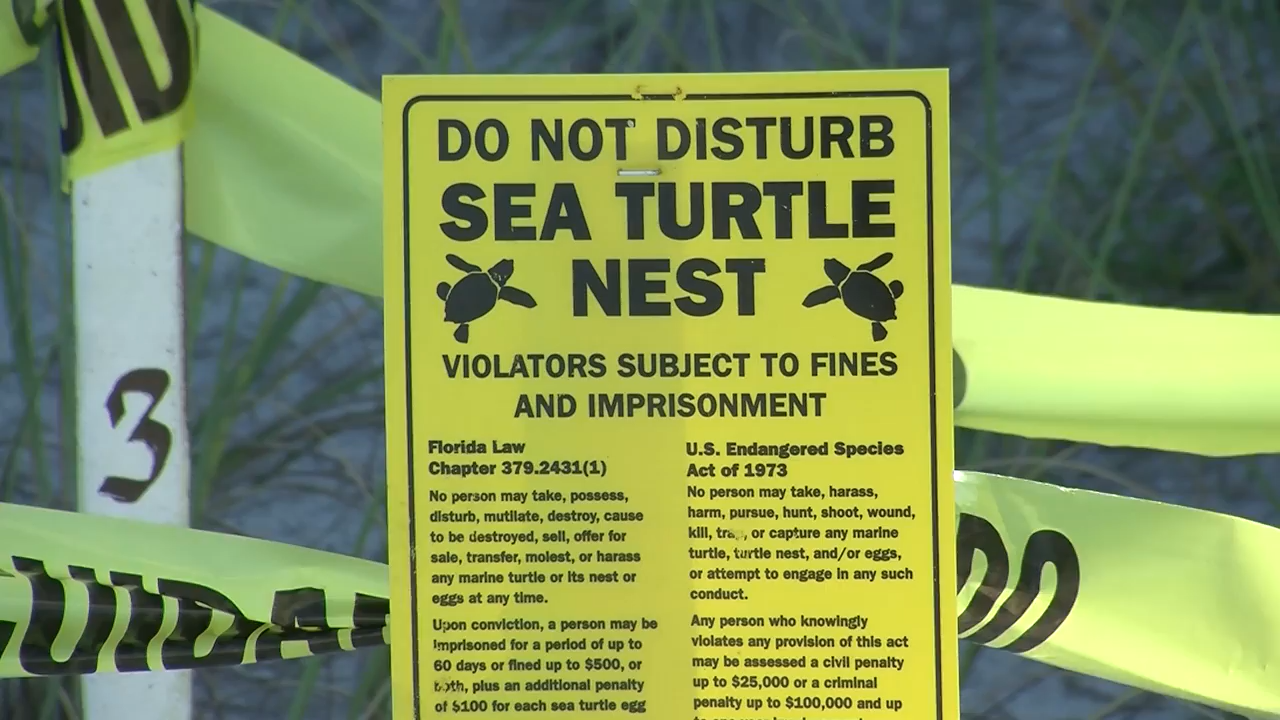 DO NOT DISTURB
SEA TURTLE
NEST
VIOLATORS SUBJECT TO FINES
AND IMPRISONMENT
Florida Law
Chapter 379.2431(1)
No person may take, possess,
disturb, mutilate, destroy, cause
to be destroyed, sell, offer for
sale, transfer, molest, or harass
any marine turtle or its nest or
eggs at any time.
Upon conviction, a person may be
imprisoned for a period of up to
60 days or fined up to $500, or
both, plus an additional penalty
of $100 for each sea turtle egg
U.S. Endangered Species
Act of 1973
No person may take, harass,
harm, pursue, hunt, shoot, wound,
kill, trap, or capture any marine
turtle, turtle nest, and/or eggs,
or attempt to engage in any such
conduct.
Any person who knowingly
violates any provision of this act
may be assessed a civil penalty
up to $25,000 or a criminal
penalty up to $100,000 and up
3